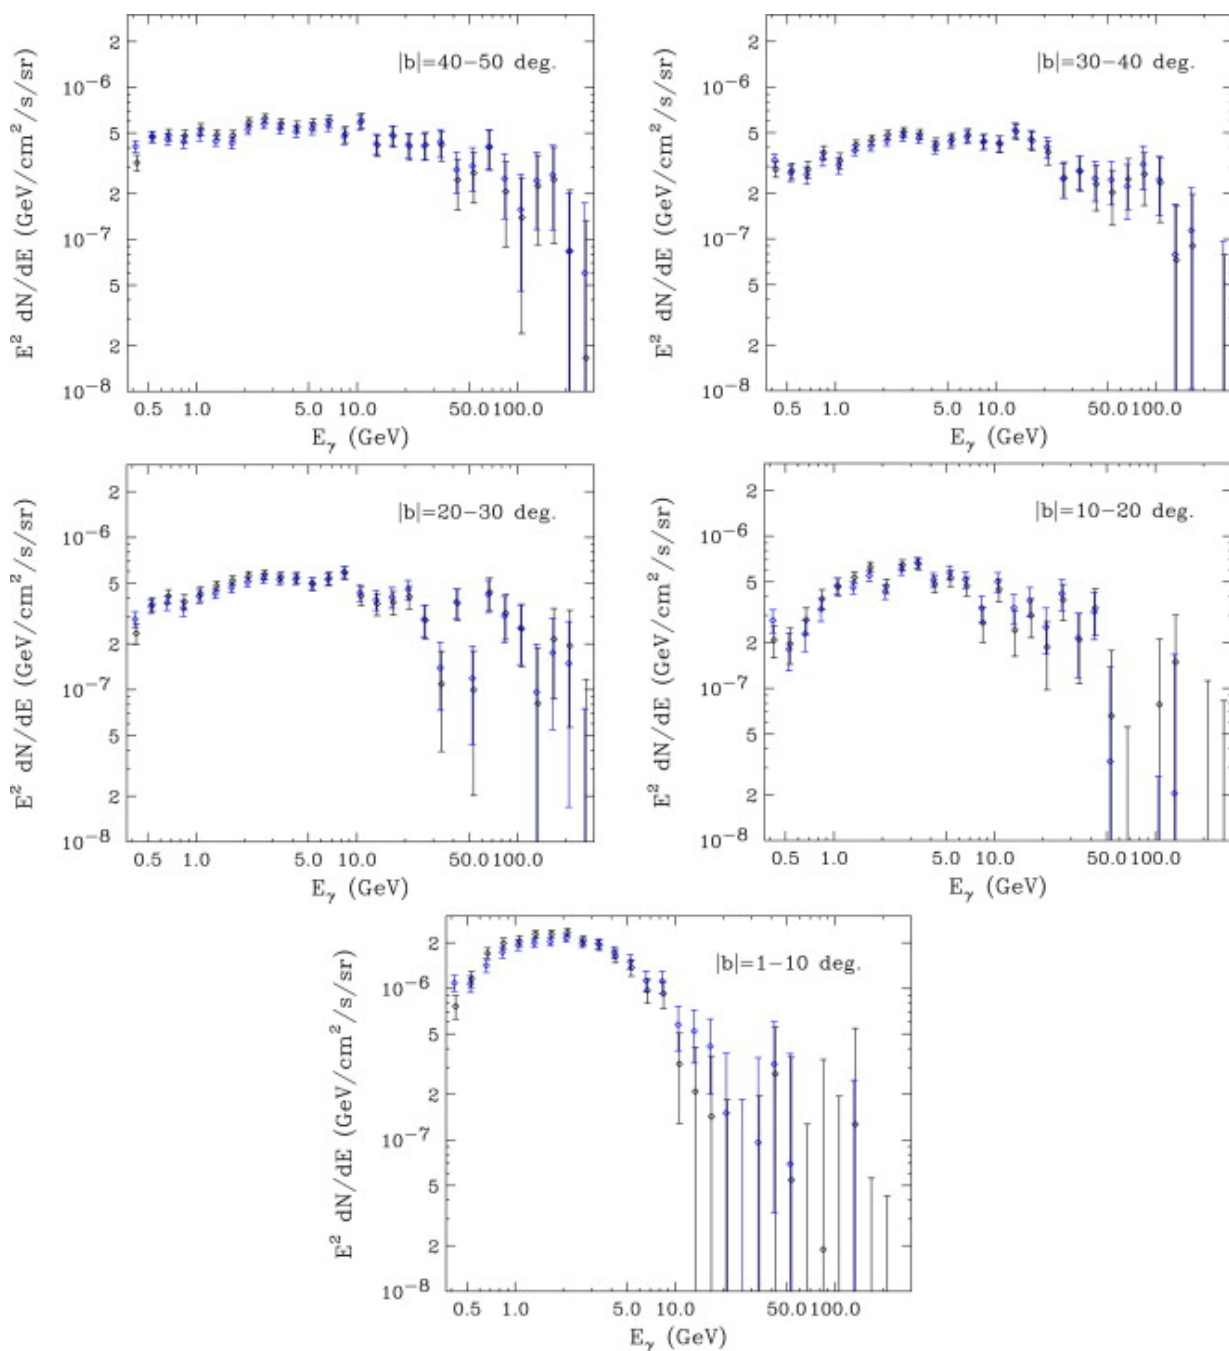 |b|=40−50 deg.
E² dN/dE (GeV/cm²/s/sr)
2
10⁻⁶
5
2
10⁻⁷
5
2
10⁻⁸
0.5 1.0 5.0 10.0 50.0 100.0
Eγ (GeV)
|b|=30−40 deg.
E² dN/dE (GeV/cm²/s/sr)
2
10⁻⁶
5
2
10⁻⁷
5
2
10⁻⁸
0.5 1.0 5.0 10.0 50.0 100.0
Eγ (GeV)
|b|=20−30 deg.
E² dN/dE (GeV/cm²/s/sr)
2
10⁻⁶
5
2
10⁻⁷
5
2
10⁻⁸
0.5 1.0 5.0 10.0 50.0 100.0
Eγ (GeV)
|b|=10−20 deg.
E² dN/dE (GeV/cm²/s/sr)
2
10⁻⁶
5
2
10⁻⁷
5
2
10⁻⁸
0.5 1.0 5.0 10.0 50.0 100.0
Eγ (GeV)
|b|=1−10 deg.
E² dN/dE (GeV/cm²/s/sr)
2
10⁻⁶
5
2
10⁻⁷
5
2
10⁻⁸
0.5 1.0 5.0 10.0 50.0 100.0
Eγ (GeV)